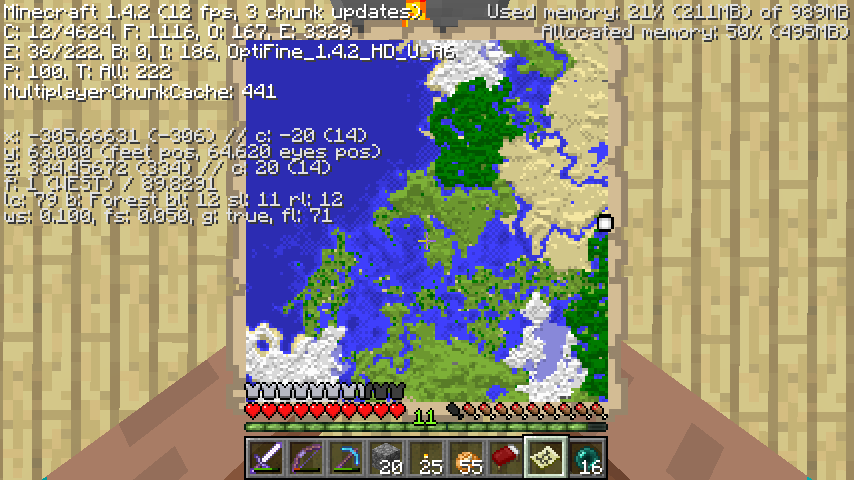 Minecraft 1.4.2 (12 fps, 3 chunk updates)
Used memory: 21% (211MB) of 989MB
C: 12/4624, F: 1116, O: 167, E: 3329
Allocated memory: 50% (495MB)
E: 36/222, B: 0, I: 186, OptiFine_1.4.2_HD_U_A6
P: 100, T: All: 222
MultiplayerChunkCache: 441
x: -305.66631 (-306) // c: -20 (14)
y: 63.000 (feet pos, 64.620 eyes pos)
z: 334.45672 (334) // c: 20 (14)
f: 1 (WEST) / 89.8291
lc: 79 b: Forest bl: 12 sl: 11 rl: 12
ws: 0.100, fs: 0.050, g: true, fl: 71
11
20
25
55
16